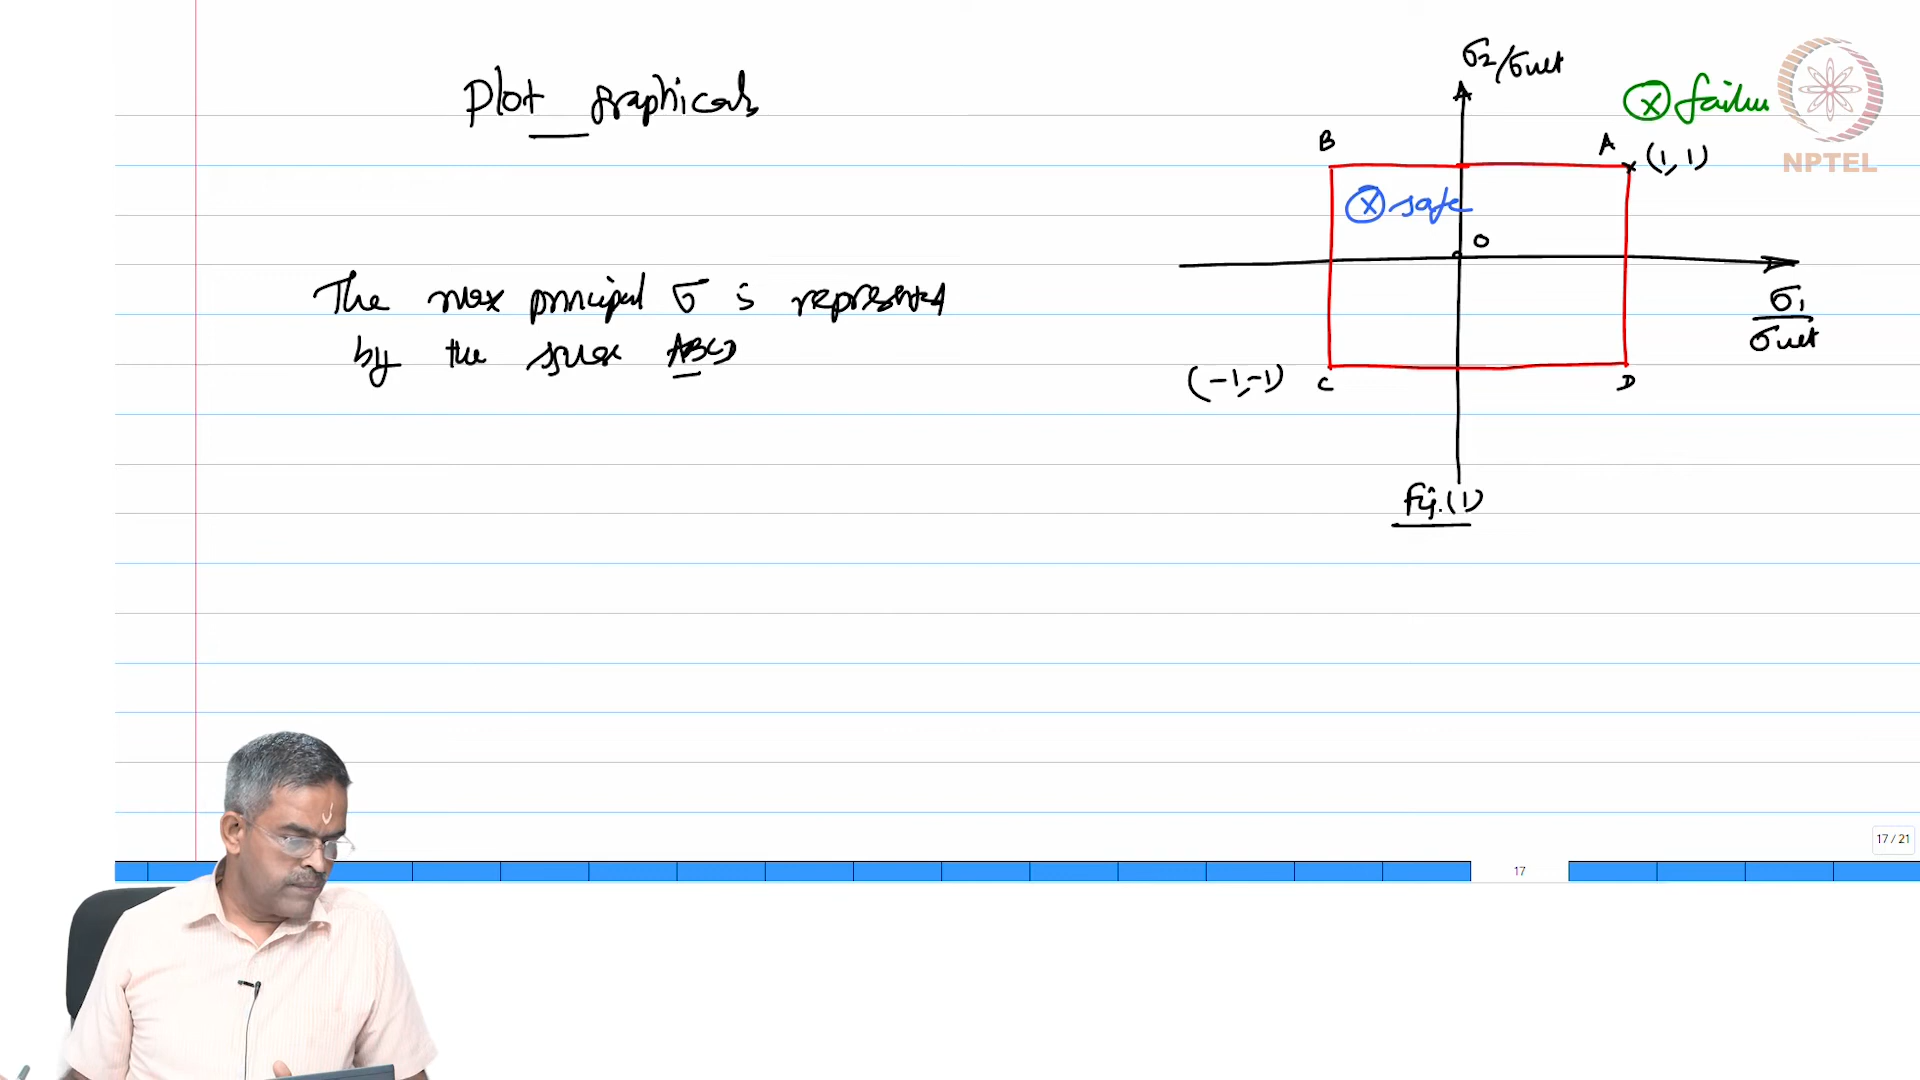 Plot graphicals
The max principal σ is represented
by the square ABCD
σ2/σult
ⓧ failure
B
A
(1, 1)
ⓧ safe
O
σ1
σult
(-1,-1)
C
D
Fig.(1)
NPTEL
17/21
17